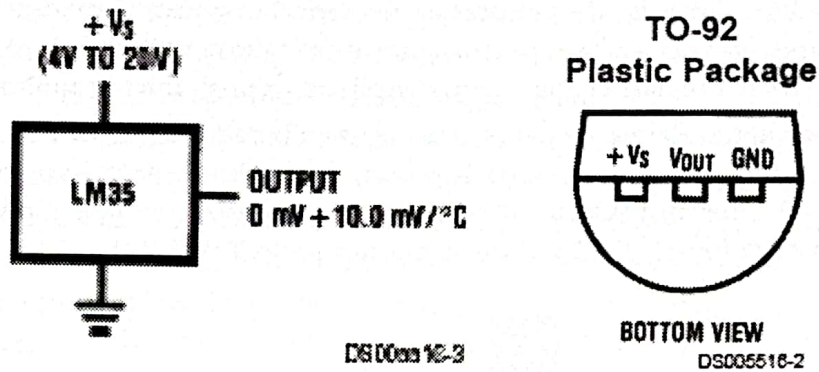 + Vs
(4V TO 20V)
LM35
OUTPUT
0 mV + 10.0 mV/°C
TO-92
Plastic Package
+ Vs VOUT GND
BOTTOM VIEW
DS005516-2